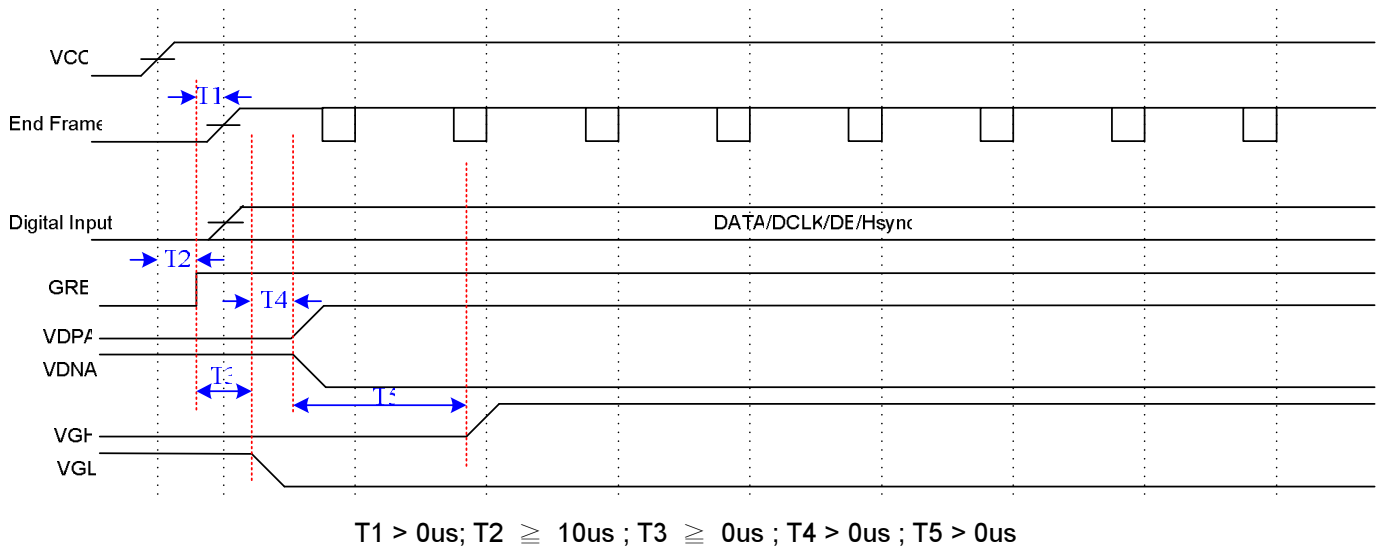 VCC
T1
End Frame
Digital Input
DATA/DCLK/DE/Hsync
T2
GRB
T4
VDPA
VDNA
T3
T5
VGH
VGL
T1 > 0us; T2 ≧ 10us ; T3 ≧ 0us ; T4 > 0us ; T5 > 0us